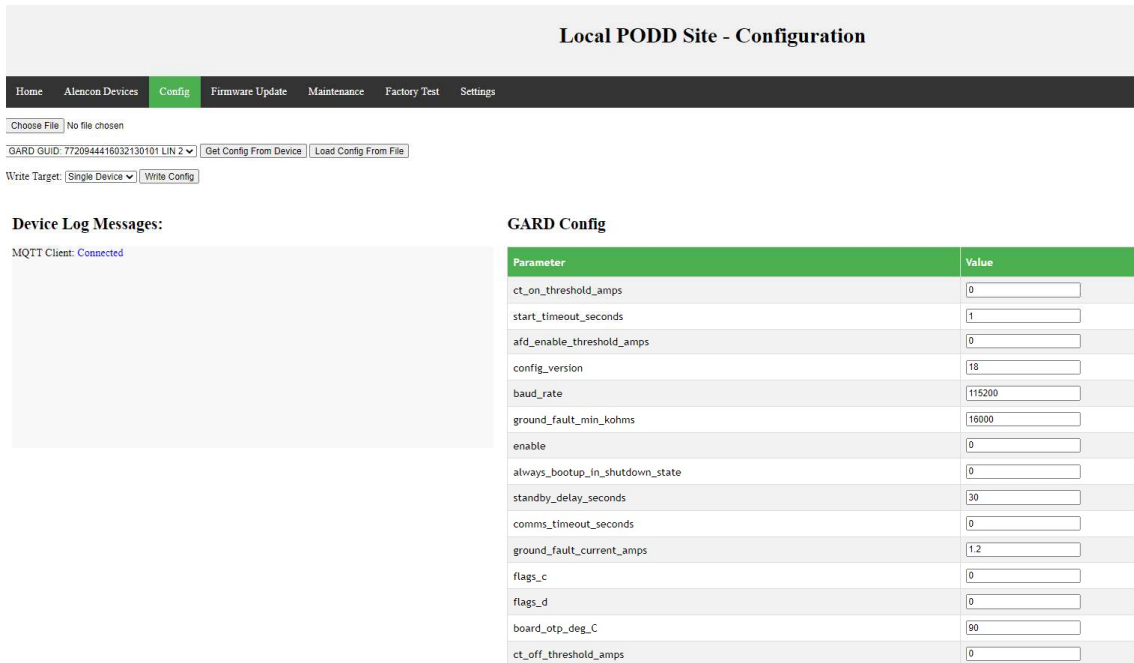 Local PODD Site - Configuration
Home Alencon Devices Config Firmware Update Maintenance Factory Test Settings
Choose File No file chosen
GARD GUID: 7720944416032130101 LIN 2 Get Config From Device Load Config From File
Write Target: Single Device Write Config
Device Log Messages:
MQTT Client: Connected
GARD Config
Parameter Value
ct_on_threshold_amps 0
start_timeout_seconds 1
afd_enable_threshold_amps 0
config_version 18
baud_rate 115200
ground_fault_min_kohms 16000
enable 0
always_bootup_in_shutdown_state 0
standby_delay_seconds 30
comms_timeout_seconds 0
ground_fault_current_amps 1.2
flags_c 0
flags_d 0
board_otp_deg_C 90
ct_off_threshold_amps 0